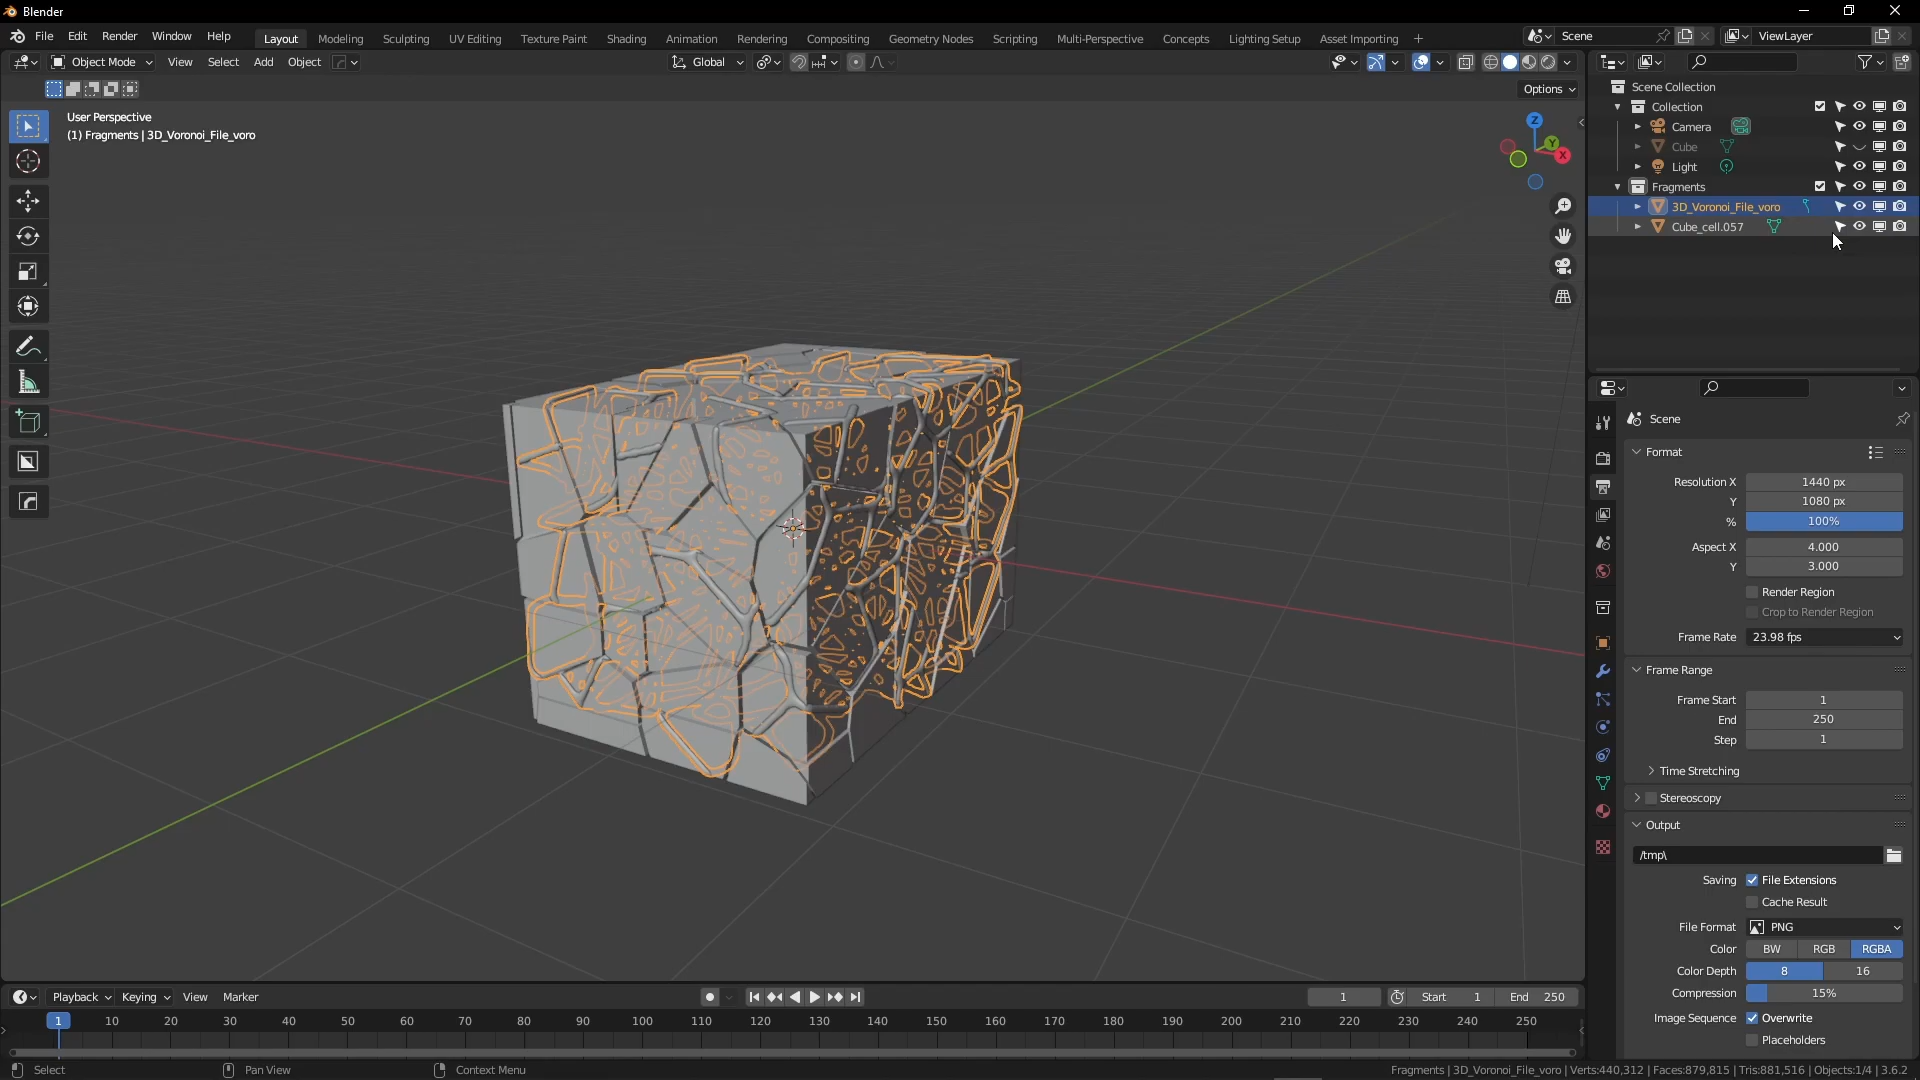 Blender
File Edit Render Window Help Layout Modeling Sculpting UV Editing Texture Paint Shading Animation Rendering Compositing Geometry Nodes Scripting Multi-Perspective Concepts Lighting Setup Asset Importing + Scene ViewLayer
Object Mode View Select Add Object Global
Options
User Perspective
(1) Fragments | 3D_Voronoi_File_voro
Z
Y
X
Scene Collection
Collection
Camera
Cube
Light
Fragments
3D_Voronoi_File_voro
Cube_cell.057
Scene
Format
Resolution X 1440 px
Y 1080 px
% 100%
Aspect X 4.000
Y 3.000
Render Region
Crop to Render Region
Frame Rate 23.98 fps
Frame Range
Frame Start 1
End 250
Step 1
Time Stretching
Stereoscopy
Output
/tmp\
Saving File Extensions
Cache Result
File Format PNG
Color BW RGB RGBA
Color Depth 8 16
Compression 15%
Image Sequence Overwrite
Placeholders
Playback Keying View Marker 1 Start 1 End 250
1 10 20 30 40 50 60 70 80 90 100 110 120 130 140 150 160 170 180 190 200 210 220 230 240 250
Select Pan View Context Menu Fragments | 3D_Voronoi_File_voro | Verts:440,312 | Faces:879,815 | Tris:881,516 | Objects:1/4 | 3.6.2